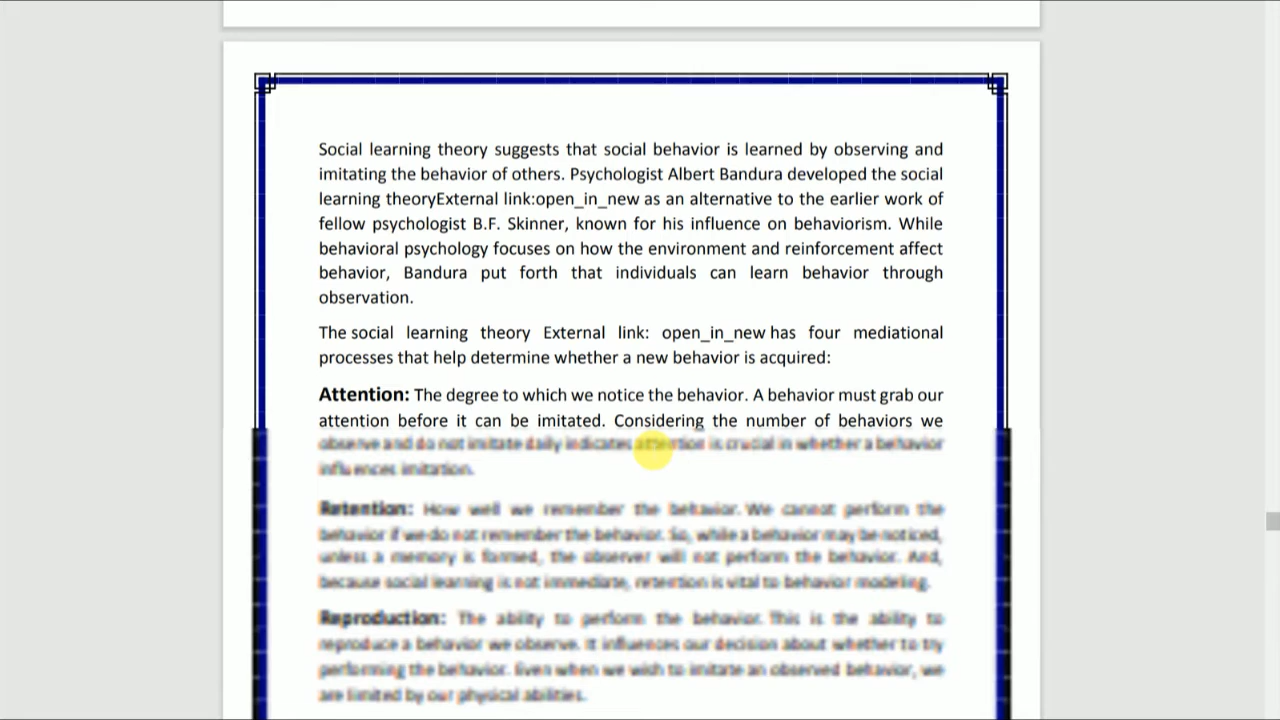 Social learning theory suggests that social behavior is learned by observing and
imitating the behavior of others. Psychologist Albert Bandura developed the social
learning theoryExternal link:open_in_new as an alternative to the earlier work of
fellow psychologist B.F. Skinner, known for his influence on behaviorism. While
behavioral psychology focuses on how the environment and reinforcement affect
behavior, Bandura put forth that individuals can learn behavior through
observation.
The social learning theory External link: open_in_new has four mediational
processes that help determine whether a new behavior is acquired:
Attention: The degree to which we notice the behavior. A behavior must grab our
attention before it can be imitated. Considering the number of behaviors we
observe and do not imitate daily indicates attention is crucial in whether a behavior
influences imitation.
Retention: How well we remember the behavior. We cannot perform the
behavior if we do not remember the behavior. So, while a behavior may be noticed,
unless a memory is formed, the observer will not perform the behavior. And,
because social learning is not immediate, retention is vital to behavior modeling.
Reproduction: The ability to perform the behavior. This is the ability to
reproduce a behavior we observe. It influences our decision about whether to try
performing the behavior. Even when we wish to imitate an observed behavior, we
are limited by our physical abilities.